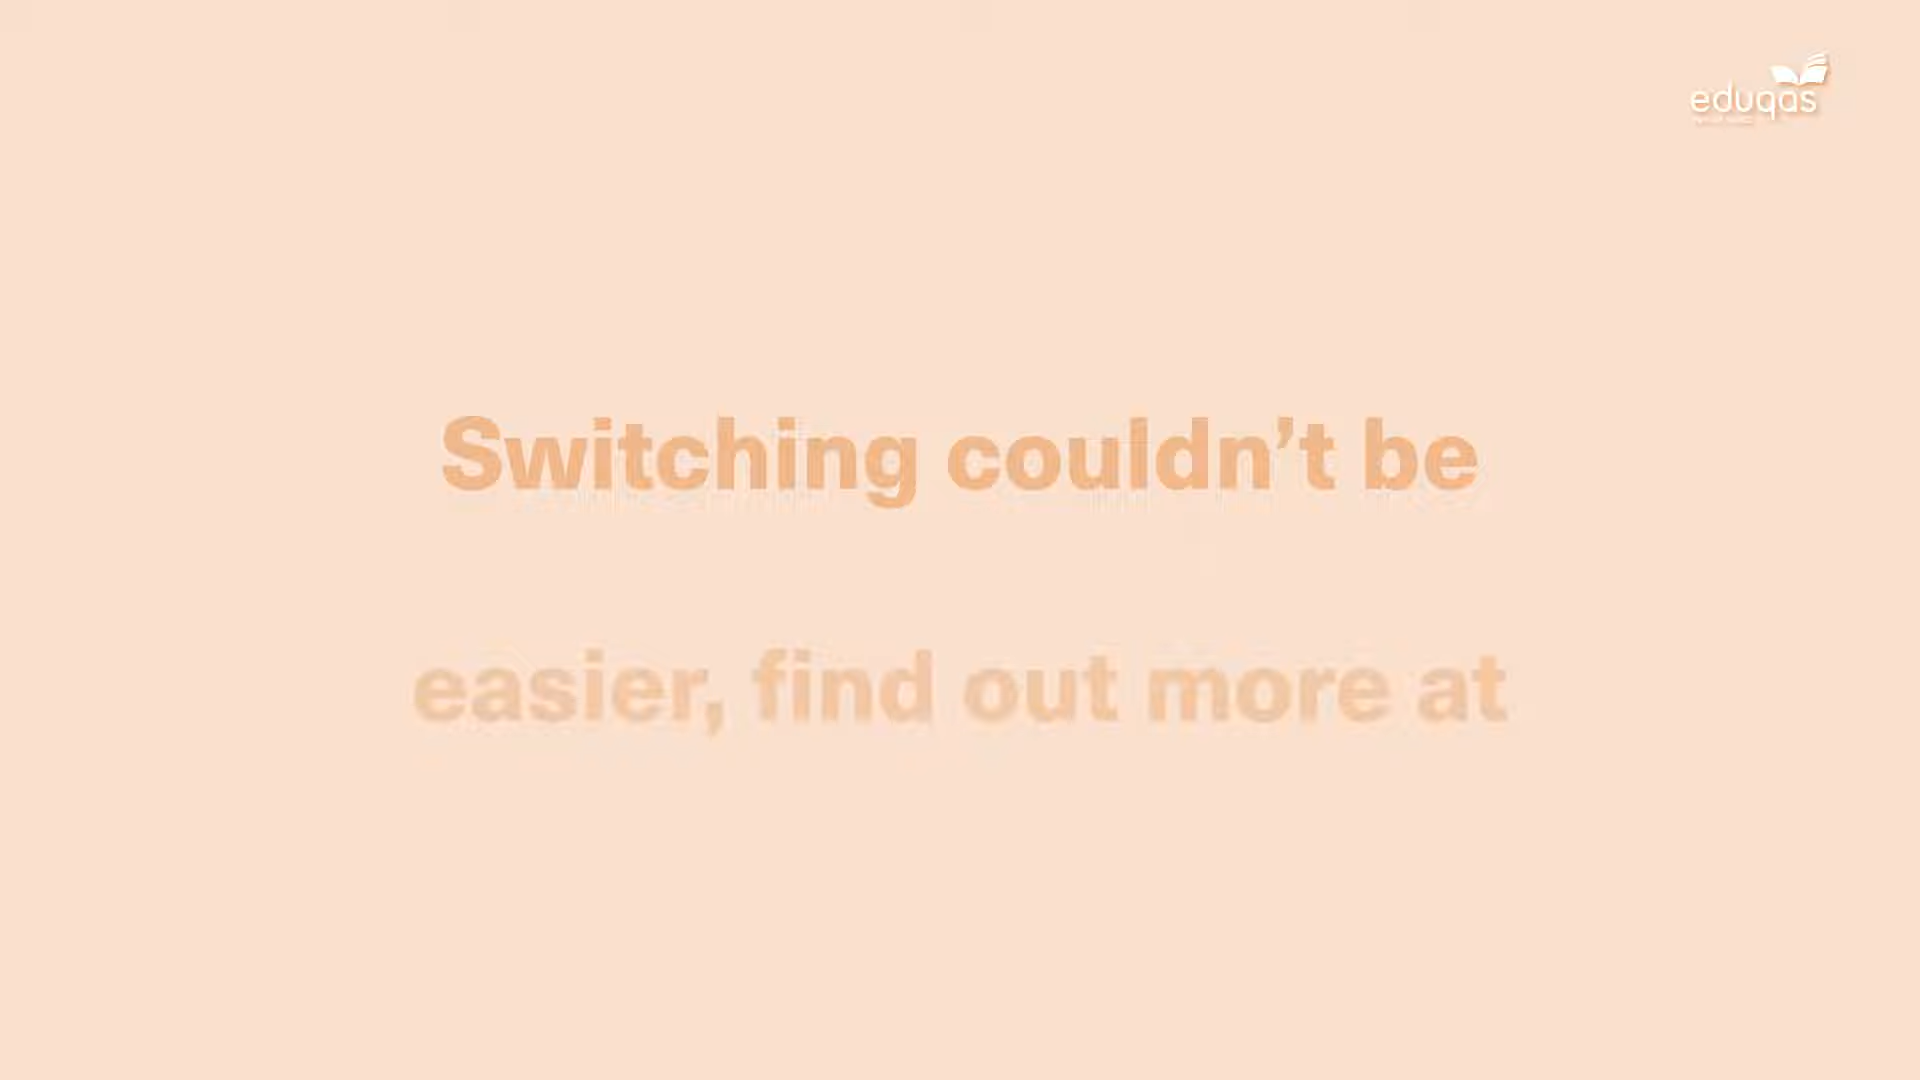 eduqas
Switching couldn’t be
easier, find out more at